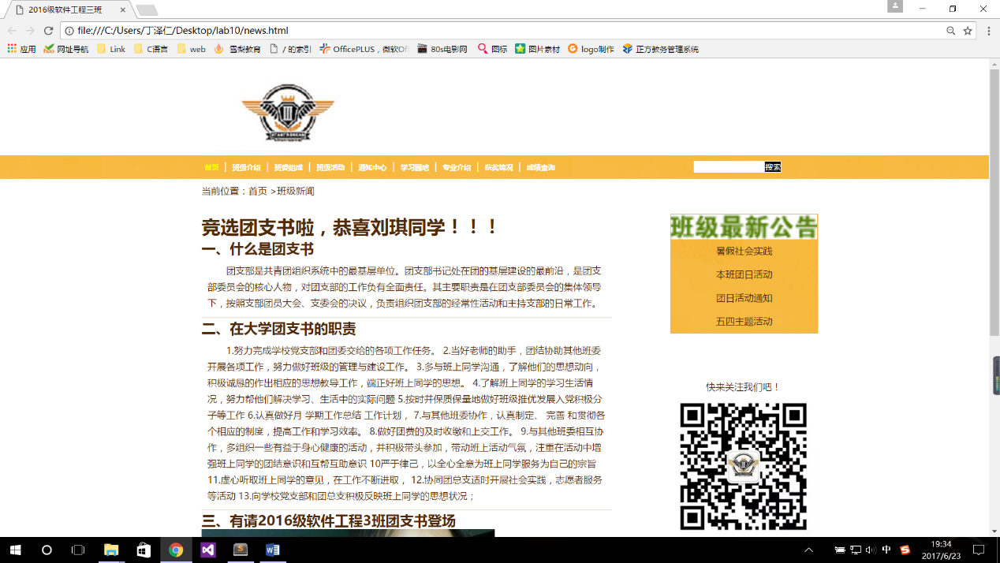 2016级软件工程三班
file:///C:/Users/丁泽仁/Desktop/lab10/news.html
应用 网址导航 Link C语言 web 雪梨教育 / 的索引 OfficePLUS，微软Of 80s电影网 图标 图片素材 logo制作 正方教务管理系统
首页 班级介绍 班委组成 班级活动 通知中心 学习园地 专业介绍 获奖情况 成绩查询 搜索
当前位置：首页 >班级新闻
竞选团支书啦，恭喜刘琪同学！！！
一、什么是团支书
团支部是共青团组织系统中的最基层单位。团支部书记处在团的基层建设的最前沿，是团支
部委员会的核心人物，对团支部的工作负有全面责任。其主要职责是在团支部委员会的集体领导
下，按照支部团员大会、支委会的决议，负责组织团支部的经常性活动和主持支部的日常工作。
二、在大学团支书的职责
1.努力完成学校党支部和团委交给的各项工作任务。 2.当好老师的助手，团结协助其他班委
开展各项工作，努力做好班级的管理与建设工作。 3.多与班上同学沟通，了解他们的思想动向，
积极诚恳的作出相应的思想教导工作，端正好班上同学的思想。 4.了解班上同学的学习生活情
况，努力帮他们解决学习、生活中的实际问题 5.按时并保质保量地做好班级推优发展入党积极分
子等工作 6.认真做好月 学期工作总结 工作计划， 7.与其他班委协作，认真制定、 完善 和贯彻各
个相应的制度，提高工作和学习效率。 8.做好团费的及时收缴和上交工作。 9.与其他班委相互协
作，多组织一些有益于身心健康的活动，并积极带头参加，带动班上活动气氛，注重在活动中增
强班上同学的团结意识和互帮互助意识 10严于律己，以全心全意为班上同学服务为自己的宗旨
11.虚心听取班上同学的意见，在工作不断进取， 12.协同团总支适时开展社会实践，志愿者服务
等活动 13.向学校党支部和团总支积极反映班上同学的思想状况；
三、有请2016级软件工程3班团支书登场
班级最新公告
暑假社会实践
本班团日活动
团日活动通知
五四主题活动
快来关注我们吧！
中
19:34
2017/6/23